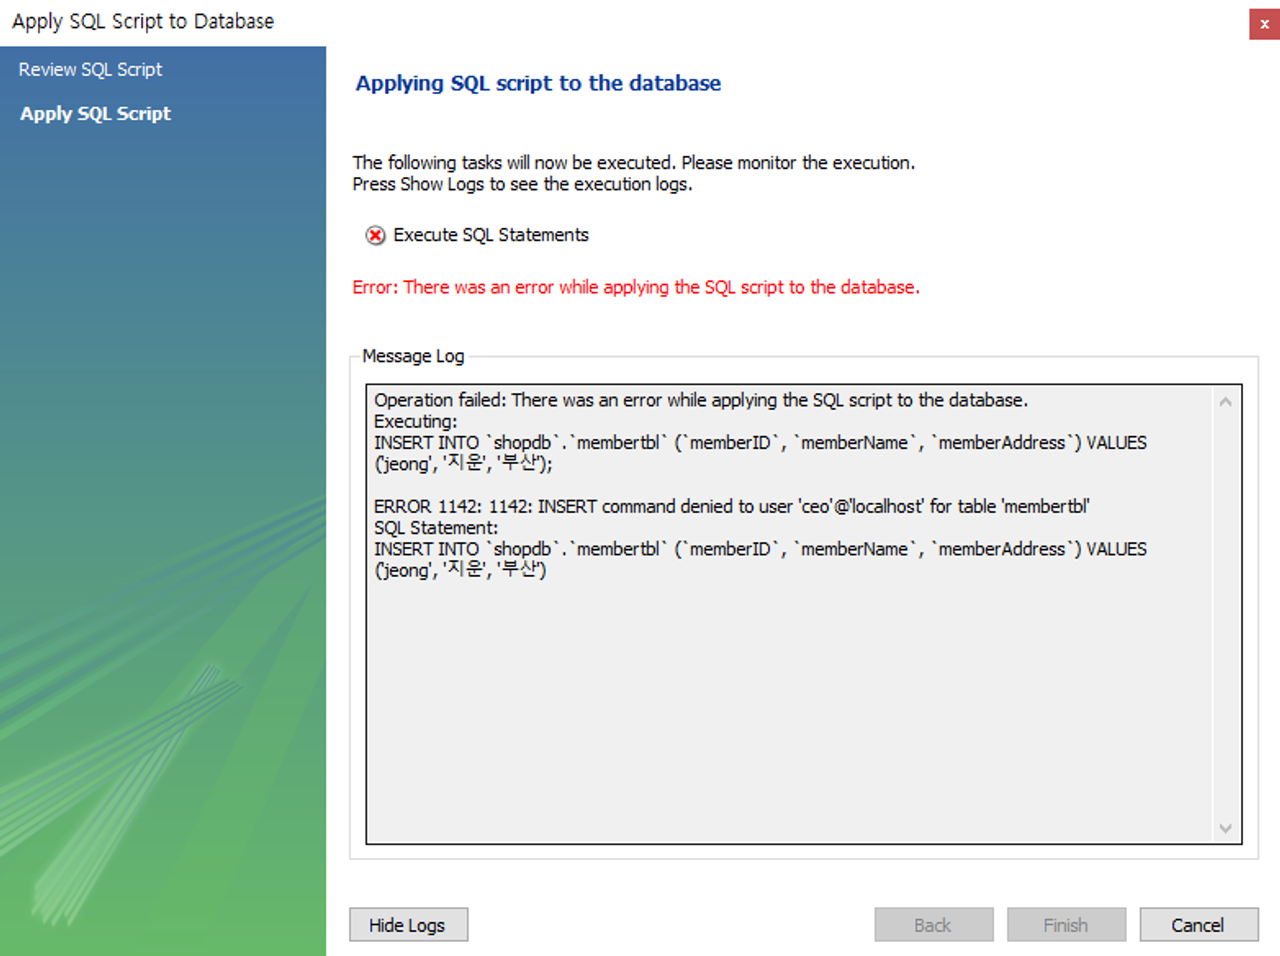 Apply SQL Script to Database
x
Review SQL Script
Apply SQL Script
Applying SQL script to the database
The following tasks will now be executed. Please monitor the execution.
Press Show Logs to see the execution logs.
Execute SQL Statements
Error: There was an error while applying the SQL script to the database.
Message Log
Operation failed: There was an error while applying the SQL script to the database.
Executing:
INSERT INTO `shopdb`.`membertbl` (`memberID`, `memberName`, `memberAddress`) VALUES
('jeong', '지운', '부산');
ERROR 1142: 1142: INSERT command denied to user 'ceo'@'localhost' for table 'membertbl'
SQL Statement:
INSERT INTO `shopdb`.`membertbl` (`memberID`, `memberName`, `memberAddress`) VALUES
('jeong', '지운', '부산')
Hide Logs
Back
Finish
Cancel